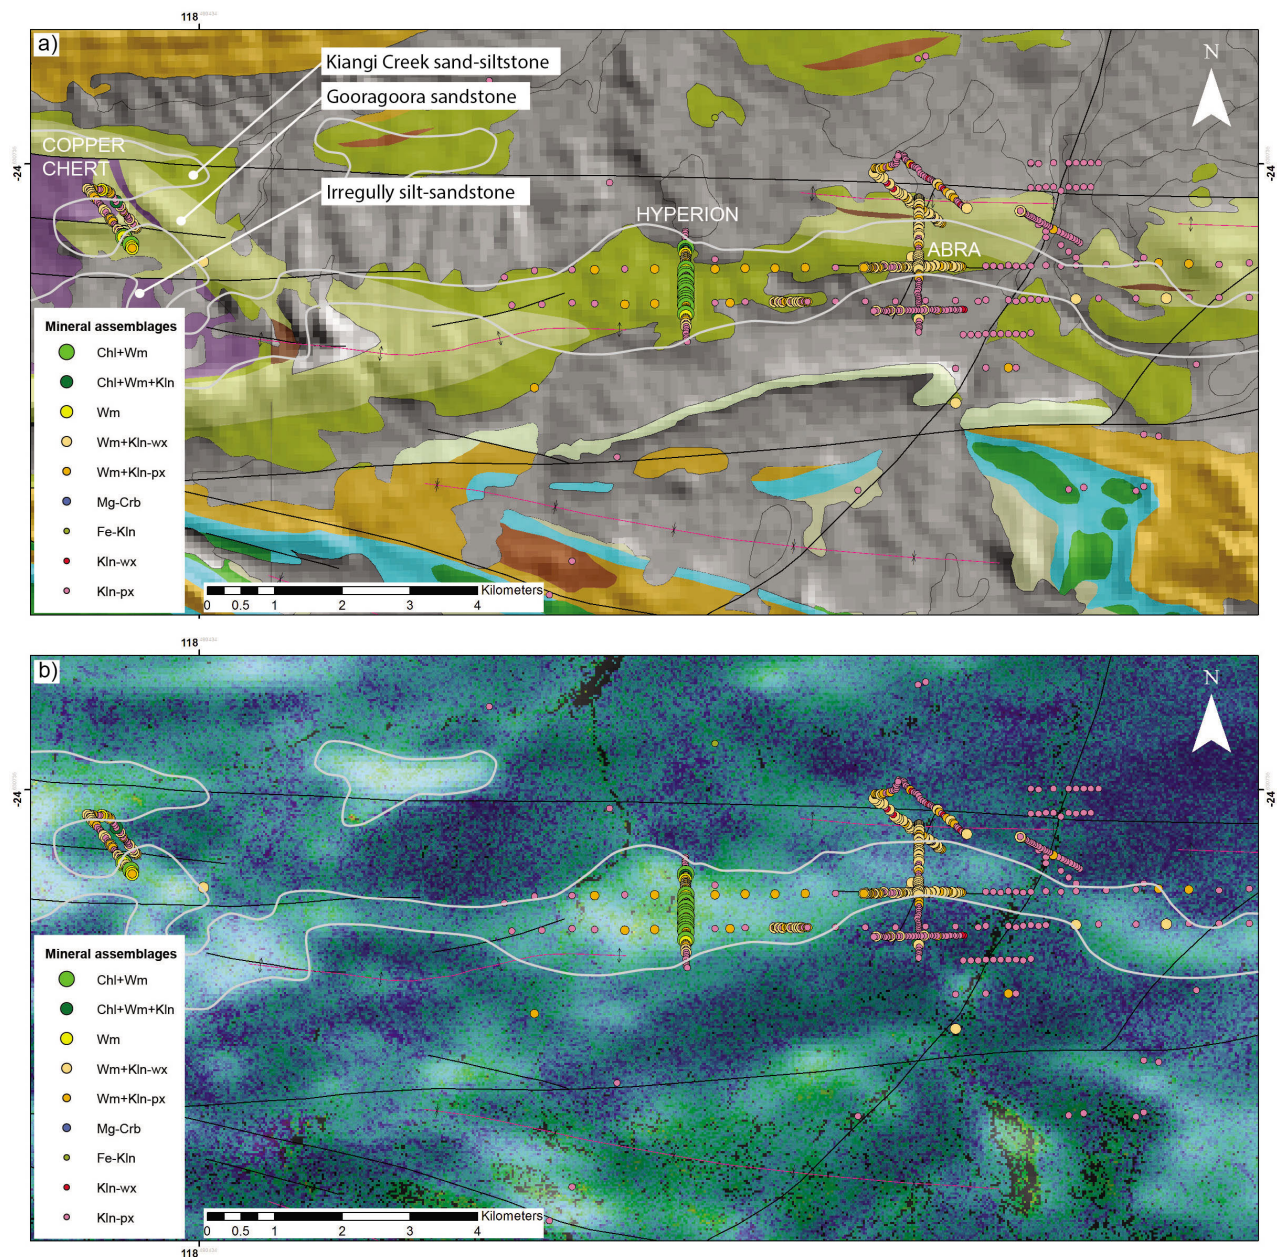 118
a)
Kiangi Creek sand-siltstone
N
Gooragoora sandstone
COPPER
CHERT
-24
-24
Irregully silt-sandstone
HYPERION
ABRA
Mineral assemblages
Chl+Wm
Chl+Wm+Kln
Wm
Wm+Kln-wx
Wm+Kln-px
Mg-Crb
Fe-Kln
Kln-wx
Kln-px
Kilometers
0 0.5 1 2 3 4
118
b)
N
-24
-24
Mineral assemblages
Chl+Wm
Chl+Wm+Kln
Wm
Wm+Kln-wx
Wm+Kln-px
Mg-Crb
Fe-Kln
Kln-wx
Kln-px
Kilometers
0 0.5 1 2 3 4
118